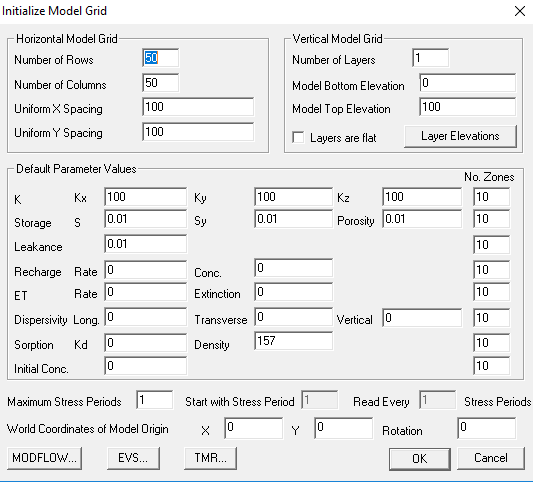 Initialize Model Grid
Horizontal Model Grid
Number of Rows 50
Number of Columns 50
Uniform X Spacing 100
Uniform Y Spacing 100
Vertical Model Grid
Number of Layers 1
Model Bottom Elevation 0
Model Top Elevation 100
Layers are flat Layer Elevations
Default Parameter Values No. Zones
K Kx 100 Ky 100 Kz 100 10
Storage S 0.01 Sy 0.01 Porosity 0.01 10
Leakance 0.01 10
Recharge Rate 0 Conc. 0 10
ET Rate 0 Extinction 0 10
Dispersivity Long. 0 Transverse 0 Vertical 0 10
Sorption Kd 0 Density 157 10
Initial Conc. 0 10
Maximum Stress Periods 1 Start with Stress Period 1 Read Every 1 Stress Periods
World Coordinates of Model Origin X 0 Y 0 Rotation 0
MODFLOW... EVS... TMR... OK Cancel